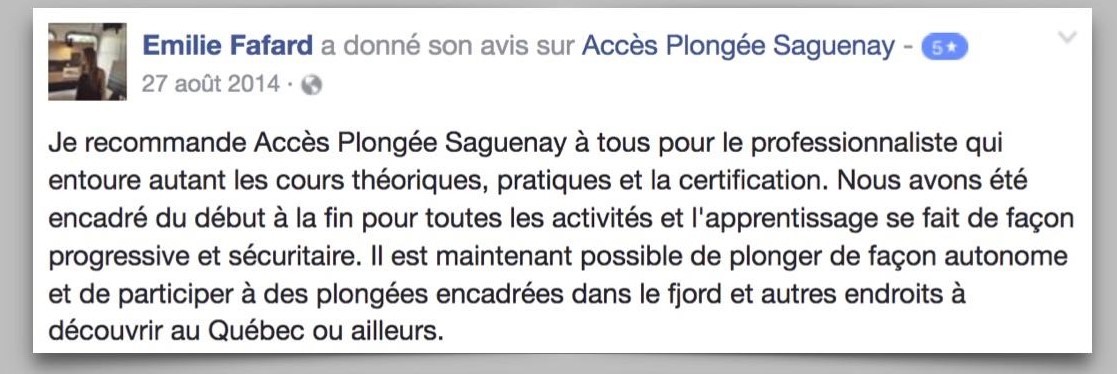 Emilie Fafard a donné son avis sur Accès Plongée Saguenay - 5★
27 août 2014 ·
Je recommande Accès Plongée Saguenay à tous pour le professionnaliste qui
entoure autant les cours théoriques, pratiques et la certification. Nous avons été
encadré du début à la fin pour toutes les activités et l'apprentissage se fait de façon
progressive et sécuritaire. Il est maintenant possible de plonger de façon autonome
et de participer à des plongées encadrées dans le fjord et autres endroits à
découvrir au Québec ou ailleurs.